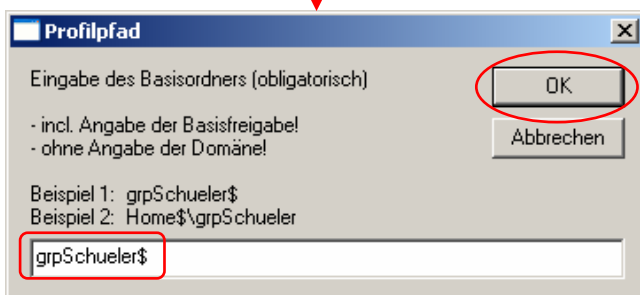 Profilpfad
Eingabe des Basisordners (obligatorisch)
OK
- incl. Angabe der Basisfreigabe!
- ohne Angabe der Domäne!
Abbrechen
Beispiel 1: grpSchueler$
Beispiel 2: Home$\grpSchueler
grpSchueler$